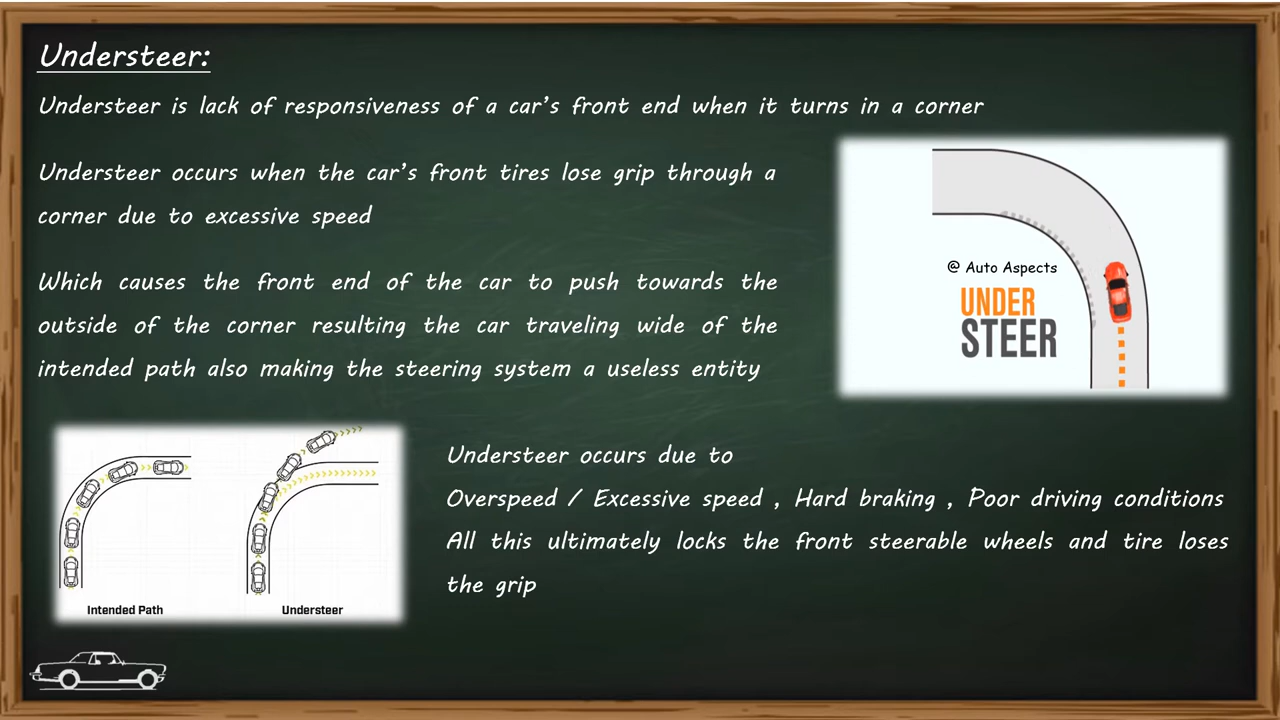 Understeer:
Understeer is lack of responsiveness of a car's front end when it turns in a corner
Understeer occurs when the car's front tires lose grip through a
corner due to excessive speed
Which causes the front end of the car to push towards the
outside of the corner resulting the car traveling wide of the
intended path also making the steering system a useless entity
@ Auto Aspects
UNDER
STEER
Intended Path
Understeer
Understeer occurs due to
Overspeed / Excessive speed , Hard braking , Poor driving conditions
All this ultimately locks the front steerable wheels and tire loses
the grip